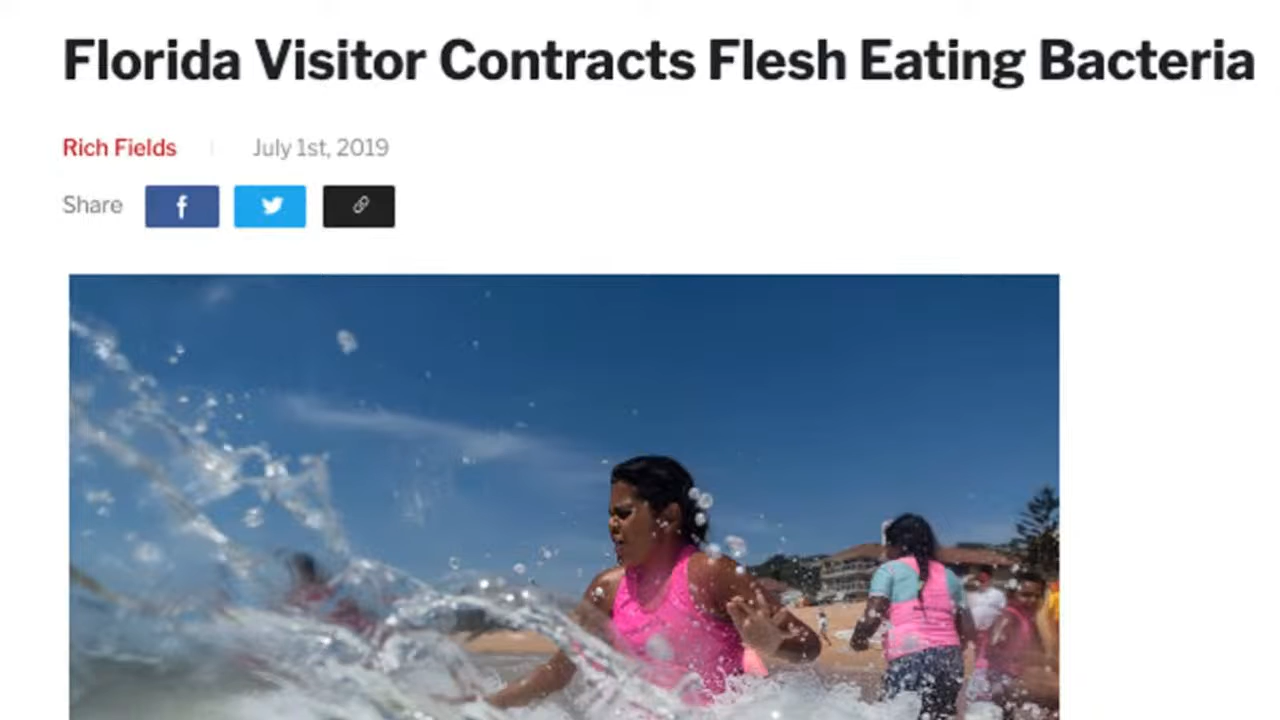 Florida Visitor Contracts Flesh Eating Bacteria
Rich Fields | July 1st, 2019
Share